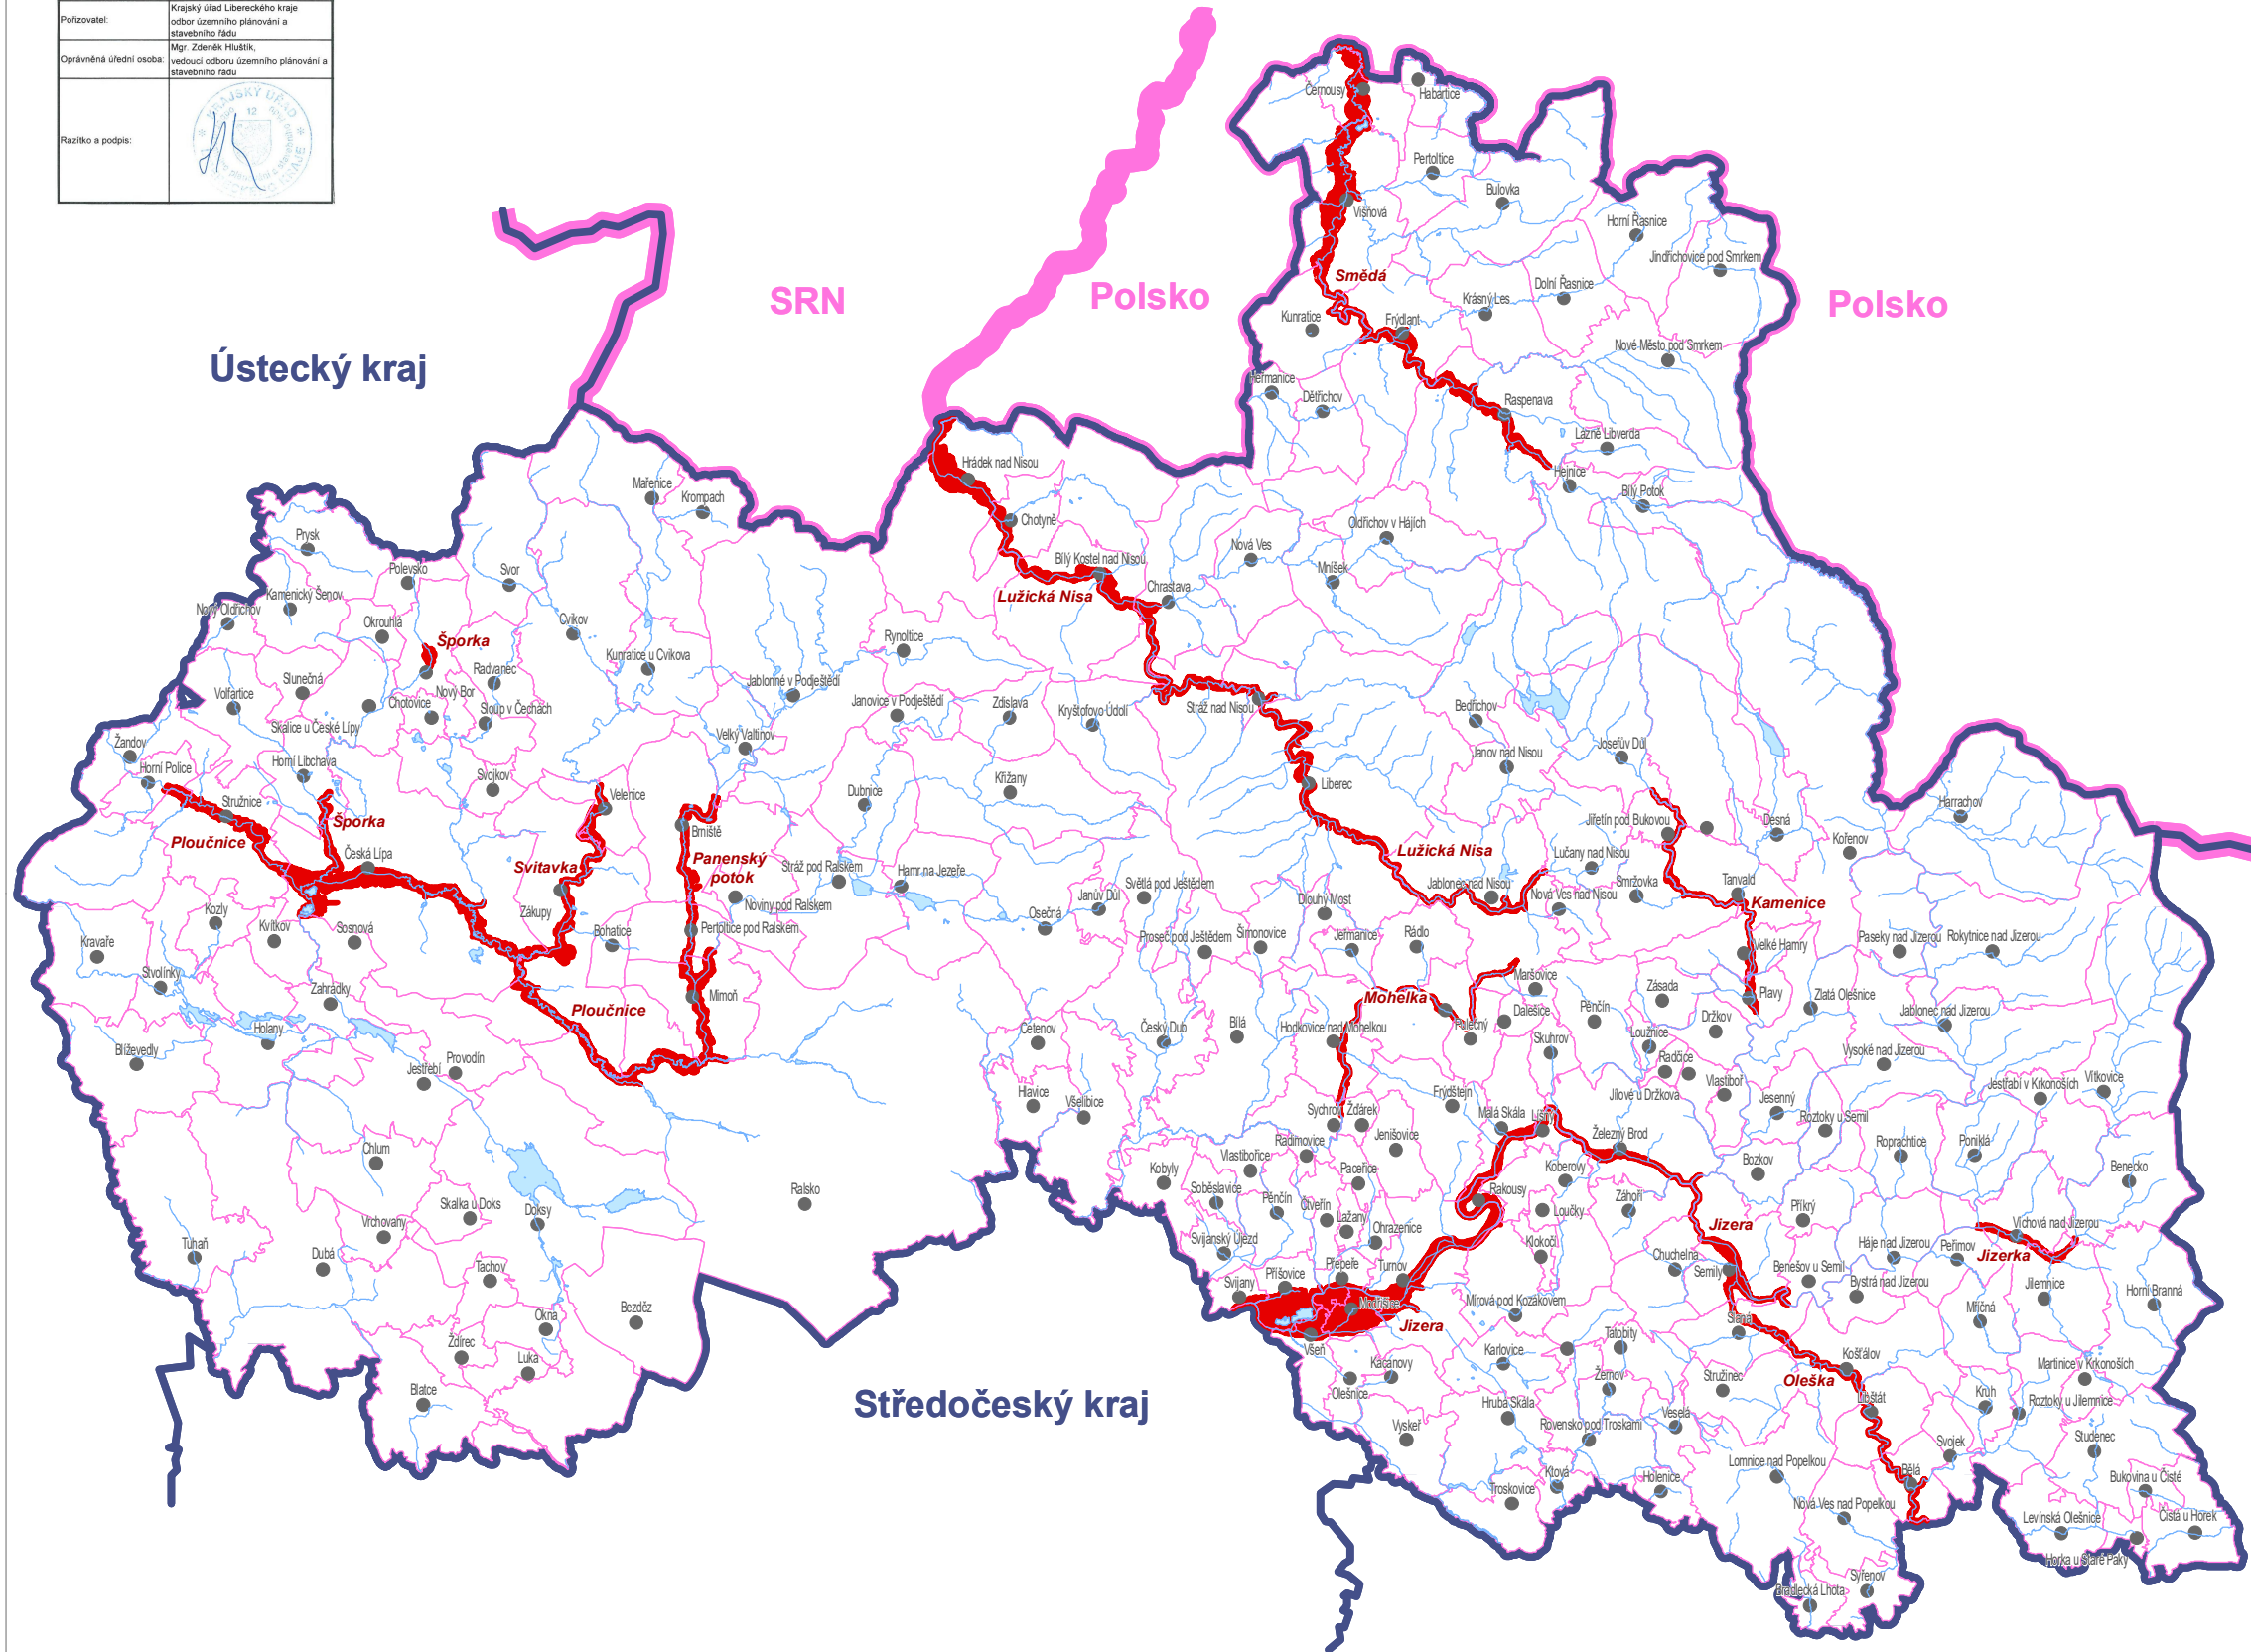 Pořizovatel:
Krajský úřad Libereckého kraje
odbor územního plánování a
stavebního řádu
Oprávněná úřední osoba:
Mgr. Zdeněk Hluštík,
vedoucí odboru územního plánování a
stavebního řádu
Razítko a podpis:
12
SRN
Polsko
Polsko
Ústecký kraj
Středočeský kraj
Černousy
Habartice
Pertoltice
Višňová
Bulovka
Horní Řasnice
Jindřichovice pod Smrkem
Smědá
Kunratice
Frýdlant
Krásný Les
Dolní Řasnice
Nové Město pod Smrkem
Heřmanice
Dětřichov
Raspenava
Lázně Libverda
Hejnice
Bílý Potok
Hrádek nad Nisou
Mařenice
Krompach
Chotyně
Oldřichov v Hájích
Prysk
Polevsko
Svor
Nová Ves
Mníšek
Bílý Kostel nad Nisou
Chrastava
Lužická Nisa
Kamenický Šenov
Nový Oldřichov
Okrouhlá
Cvikov
Šporka
Kunratice u Cvikova
Rynoltice
Radvanec
Slunečná
Nový Bor
Chotovice
Sloup v Čechách
Volfartice
Skalice u České Lípy
Jablonné v Podještědí
Janovice v Podještědí
Zdislava
Kryštofovo Údolí
Stráž nad Nisou
Bedřichov
Janov nad Nisou
Josefův Důl
Žandov
Horní Police
Horní Libchava
Svojkov
Velký Valtinov
Velenice
Stružnice
Šporka
Ploučnice
Česká Lípa
Brniště
Dubnice
Křižany
Liberec
Jiřetín pod Bukovou
Desná
Harrachov
Kořenov
Svitavka
Panenský
potok
Stráž pod Ralskem
Hamr na Jezeře
Noviny pod Ralskem
Lužická Nisa
Lučany nad Nisou
Jablonec nad Nisou
Nová Ves nad Nisou
Smržovka
Tanvald
Kamenice
Světlá pod Ještědem
Janův Důl
Dlouhý Most
Osečná
Zákupy
Bohatice
Pertoltice pod Ralskem
Kozly
Kvítkov
Sosnová
Kravaře
Stvolínky
Zahrádky
Holany
Proseč pod Ještědem
Šimonovice
Jeřmanice
Rádlo
Velké Hamry
Paseky nad Jizerou
Rokytnice nad Jizerou
Mimoň
Ploučnice
Maršovice
Zásada
Plavy
Zlatá Olešnice
Mohelka
Pulečný
Dalešice
Pěnčín
Držkov
Jablonec nad Jizerou
Blíževedly
Provodín
Jestřebí
Cetenov
Český Dub
Bílá
Hodkovice nad Mohelkou
Skuhrov
Loužnice
Radčice
Vysoké nad Jizerou
Hlavice
Všelibice
Frýdštejn
Jílové u Držkova
Vlastiboř
Jesenný
Jestřabí v Krkonoších
Vítkovice
Sychrov
Žďárek
Malá Skála
Líšný
Roztoky u Semil
Radimovice
Jenišovice
Železný Brod
Roprachtice
Poniklá
Chlum
Kobyly
Vlastibořice
Paceřice
Koberovy
Bozkov
Benecko
Ralsko
Soběslavice
Pěnčín
Čtveřín
Lažany
Rakousy
Loučky
Záhoří
Příkrý
Skalka u Doks
Doksy
Vrchovany
Svijanský Újezd
Ohrazenice
Klokočí
Jizera
Víchová nad Jizerou
Jizerka
Tuhaň
Dubá
Tachov
Příšovice
Přepeře
Turnov
Chuchelna
Semily
Benešov u Semil
Háje nad Jizerou
Peřimov
Bystrá nad Jizerou
Jilemnice
Horní Branná
Svijany
Modřišice
Jizera
Mírová pod Kozákovem
Bezděz
Okna
Ždírec
Luka
Blatce
Všeň
Kacanovy
Olešnice
Karlovice
Tatobity
Slaná
Mříčná
Košťálov
Oleška
Martinice v Krkonoších
Žernov
Stružinec
Hrubá Skála
Rovensko pod Troskami
Veselá
Libštát
Kruh
Roztoky u Jilemnice
Vyskeř
Studenec
Svojek
Lomnice nad Popelkou
Bělá
Bukovina u Čisté
Ktová
Holenice
Troskovice
Nová Ves nad Popelkou
Levínská Olešnice
Čistá u Horek
Horka u Staré Paky
Syřenov
Bradlecká Lhota